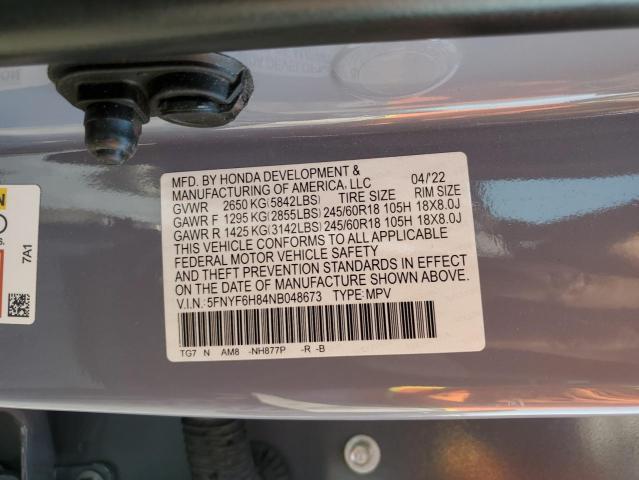 MFD. BY HONDA DEVELOPMENT &
MANUFACTURING OF AMERICA, LLC 04/'22
GVWR 2650 KG(5842LBS) TIRE SIZE RIM SIZE
GAWR F 1295 KG(2855LBS) 245/60R18 105H 18X8.0J
GAWR R 1425 KG(3142LBS) 245/60R18 105H 18X8.0J
THIS VEHICLE CONFORMS TO ALL APPLICABLE
FEDERAL MOTOR VEHICLE SAFETY
AND THEFT PREVENTION STANDARDS IN EFFECT
ON THE DATE OF MANUFACTURE SHOWN ABOVE.
V.I.N.: 5FNYF6H84NB048673 TYPE: MPV
TG7 N AM8 -NH877P -R -B
7A1